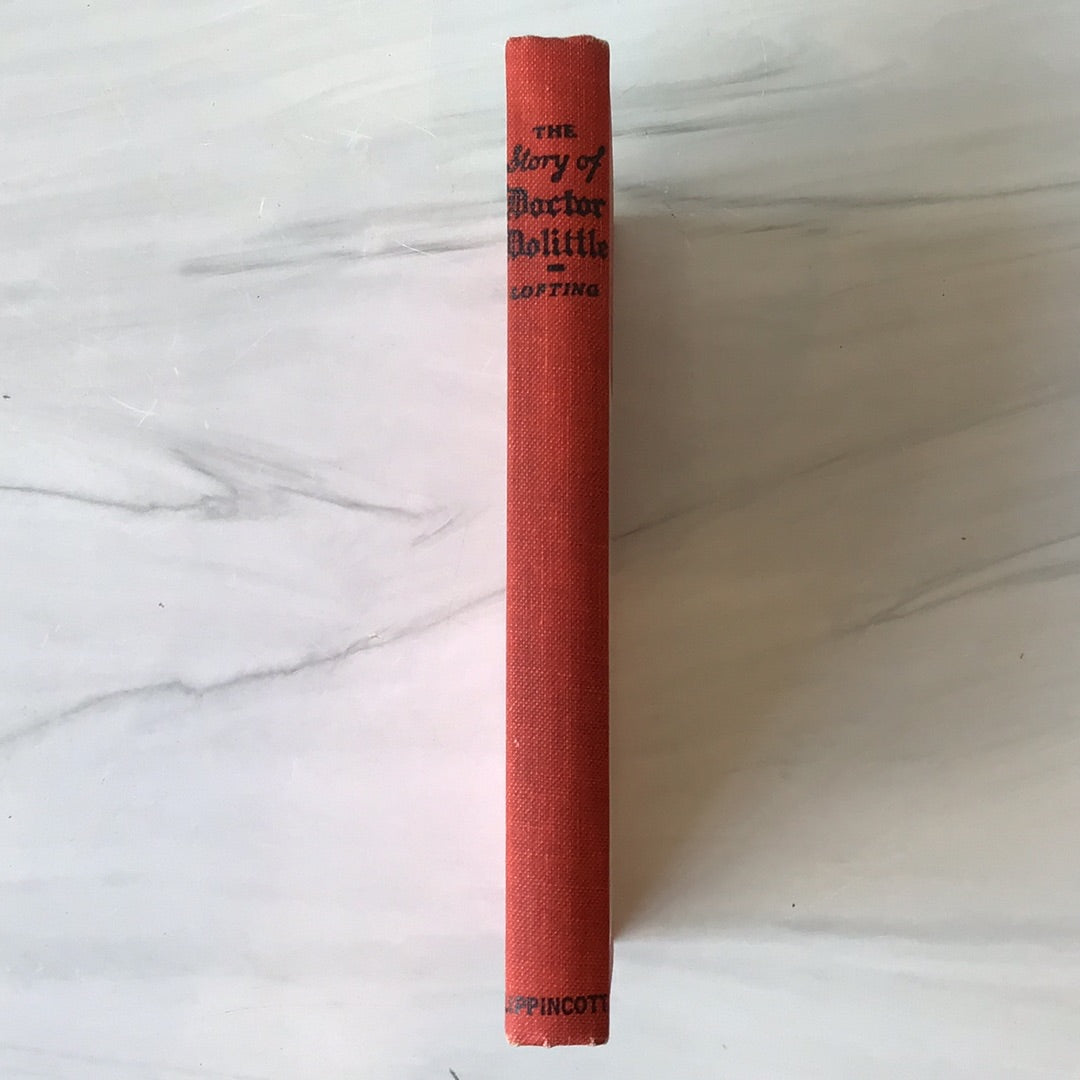 THE
Story of
Doctor
Dolittle
-
LOFTING
LIPPINCOTT